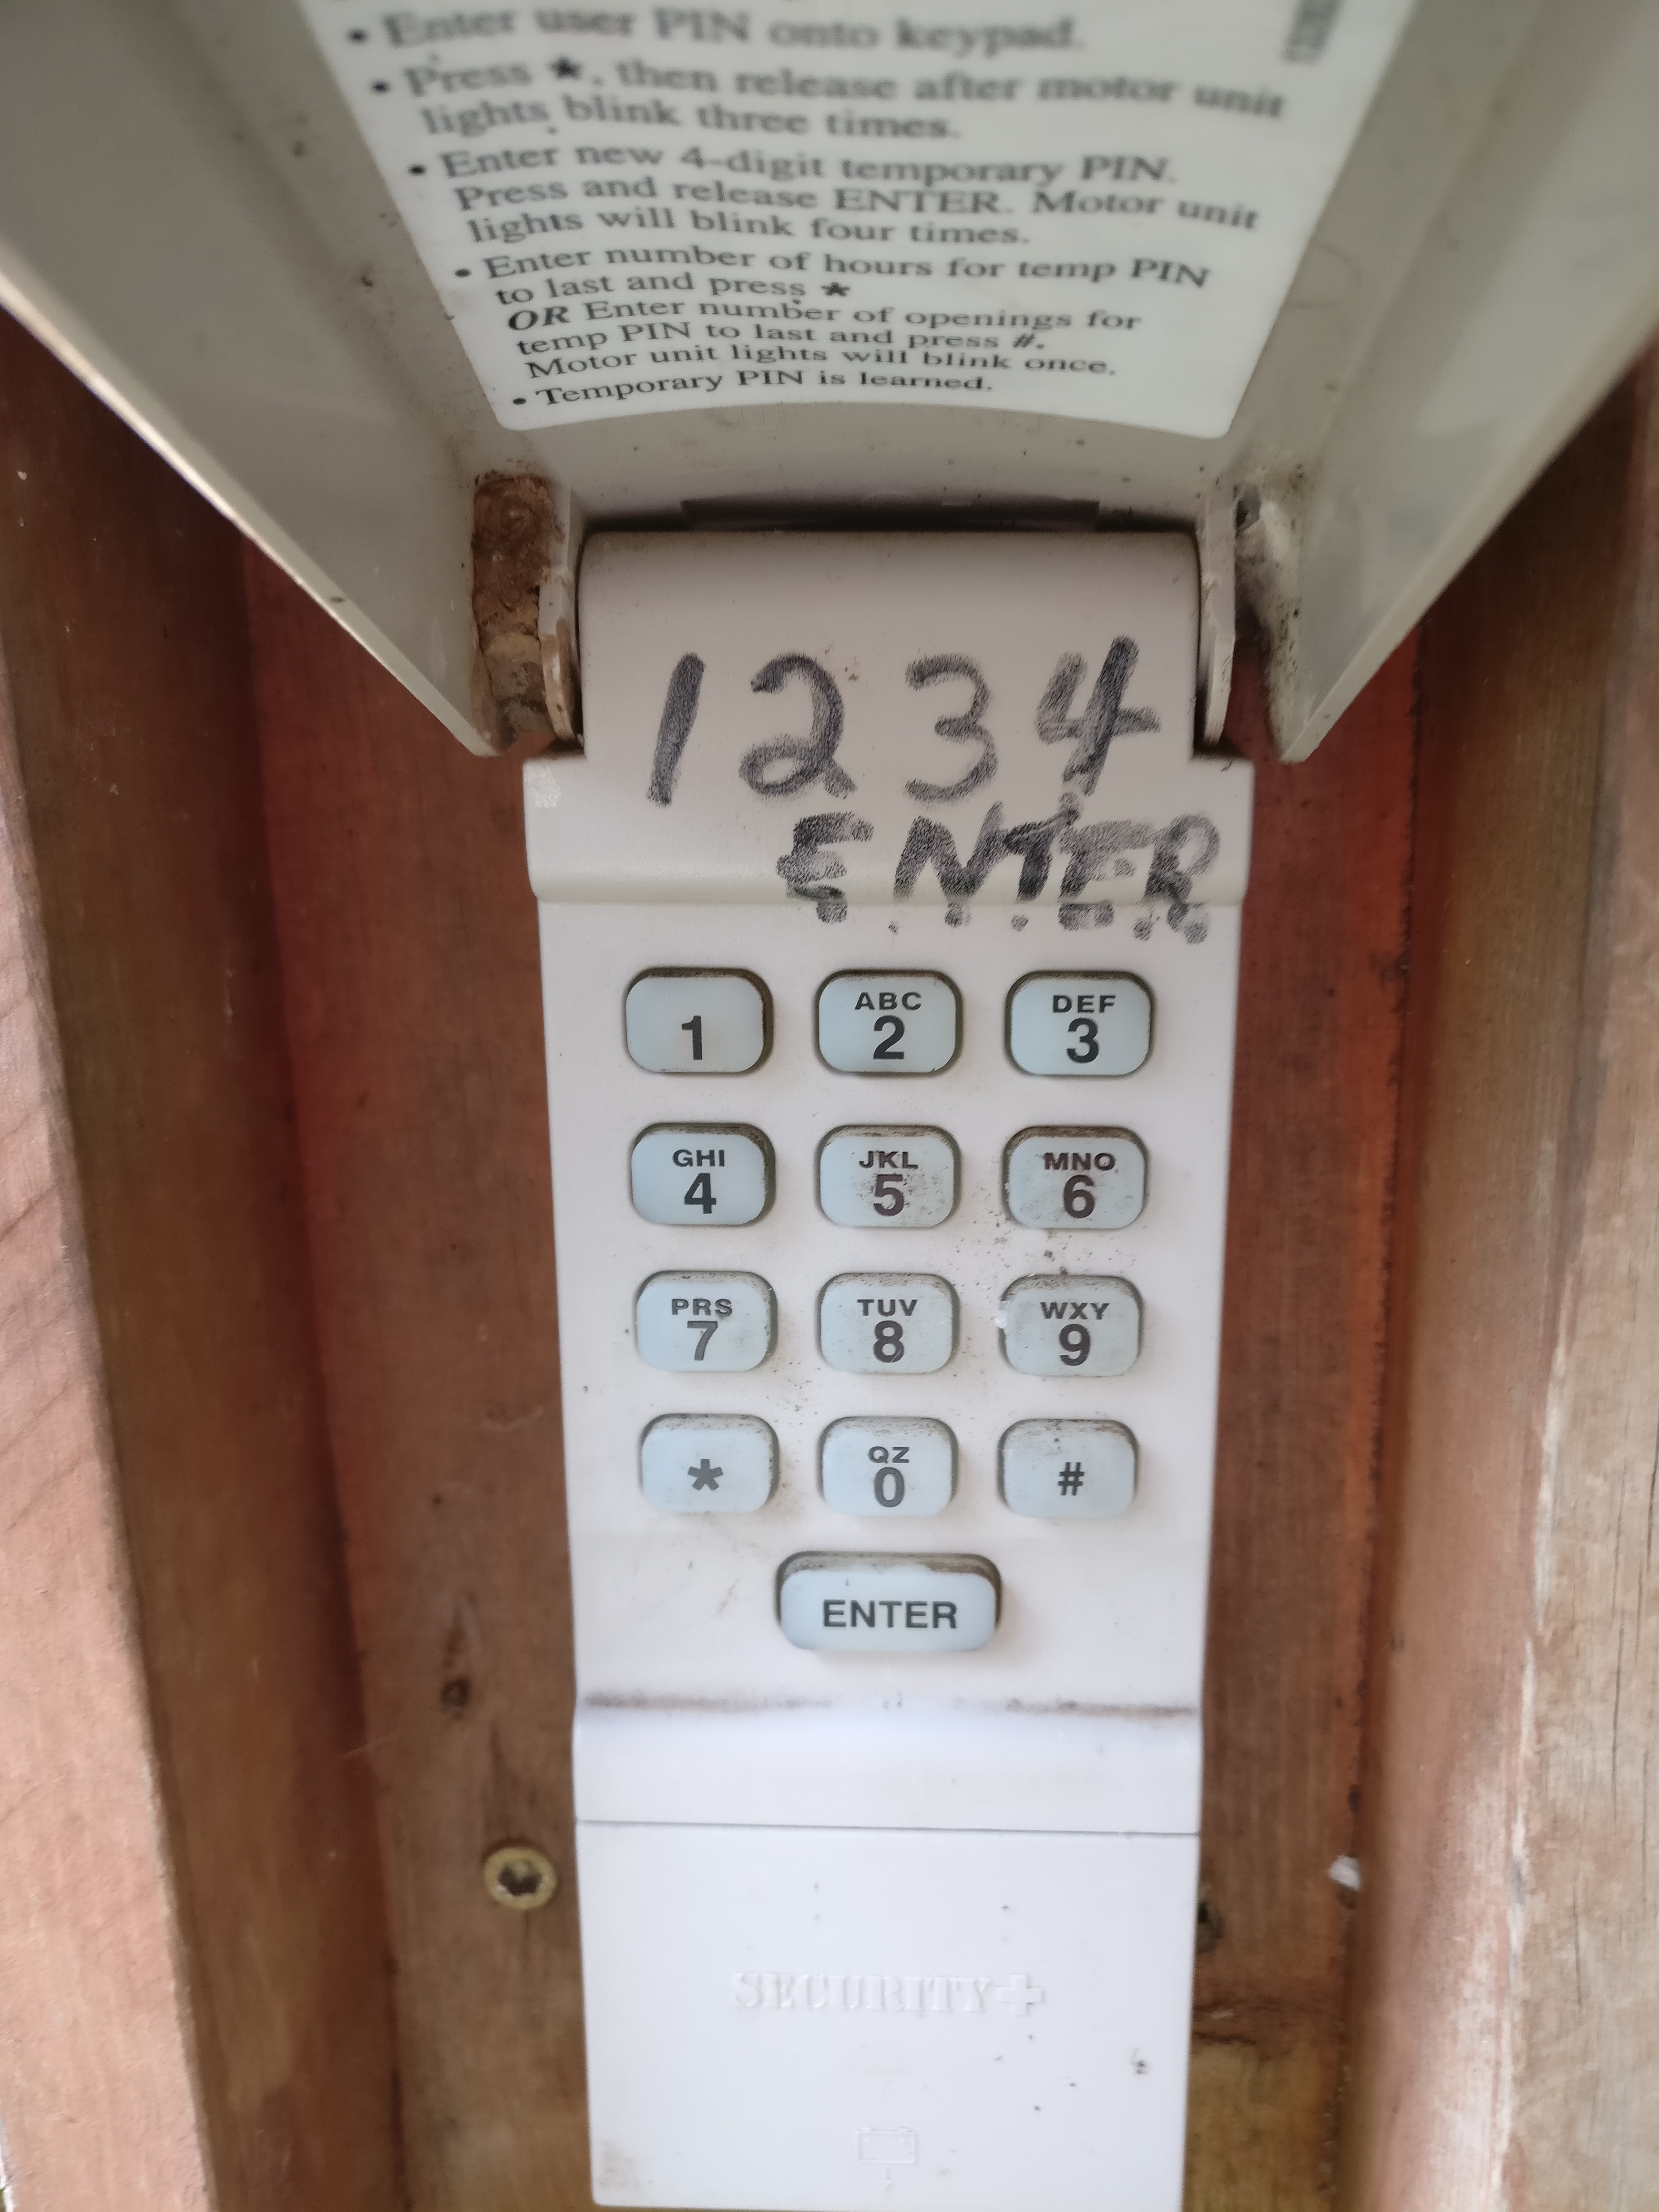 • Enter user PIN onto keypad.
• Press ★, then release after motor unit
lights blink three times.
• Enter new 4-digit temporary PIN.
Press and release ENTER. Motor unit
lights will blink four times.
• Enter number of hours for temp PIN
to last and press ★
OR Enter number of openings for
temp PIN to last and press #.
Motor unit lights will blink once.
• Temporary PIN is learned.
1 2 3 4
ENTER
1
ABC
2
DEF
3
GHI
4
JKL
5
MNO
6
PRS
7
TUV
8
WXY
9
*
QZ
0
#
ENTER
SECURITY+